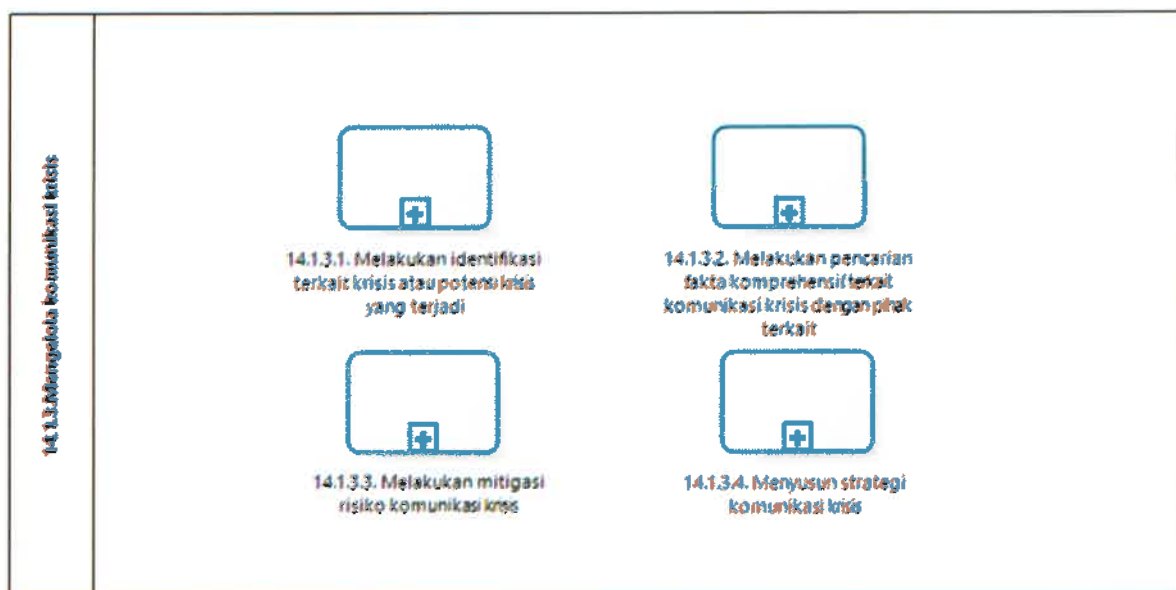 14.1.3.Mengelola komunikasi krisis
14.1.3.1. Melakukan identifikasi
terkait krisis atau potensi krisis
yang terjadi
14.1.3.2. Melakukan pencarian
fakta komprehensif terkait
komunikasi krisis dengan pihak
terkait
14.1.3.3. Melakukan mitigasi
risiko komunikasi krisis
14.1.3.4. Menyusun strategi
komunikasi krisis